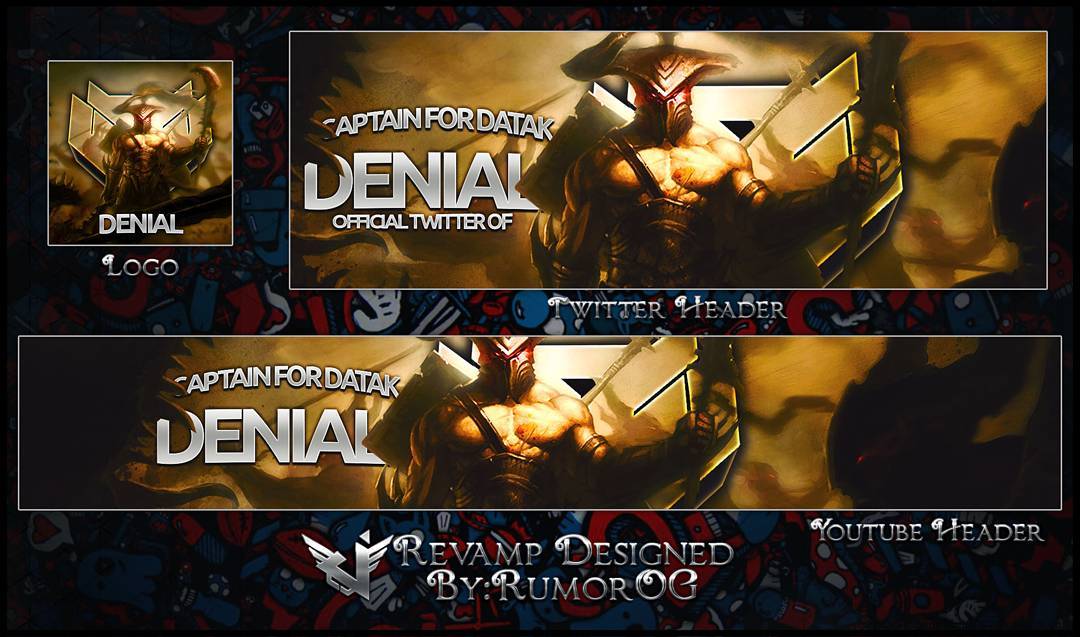 DENIAL
Logo
CAPTAIN FOR DATAK
DENIAL
OFFICIAL TWITTER OF
Twitter Header
CAPTAIN FOR DATAK
DENIAL
Youtube Header
Revamp Designed
By:RumorOG